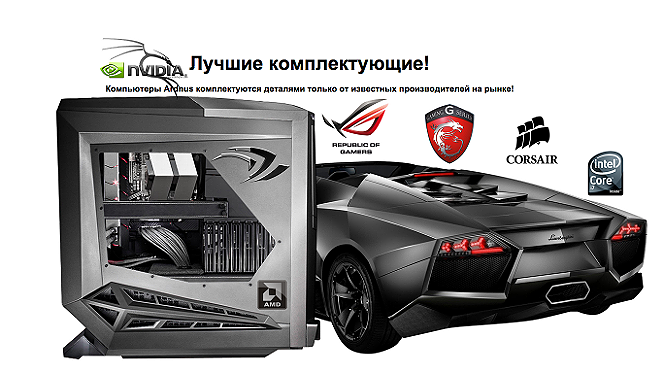 NVIDIA.
Лучшие комплектующие!
Компьютеры Arднus комплектуются деталями только от известных производителей на рынке!
REPUBLIC OF
GAMERS
GAMING G SERIES
CORSAIR
intel
Core
i7
Lamborghini
AMD